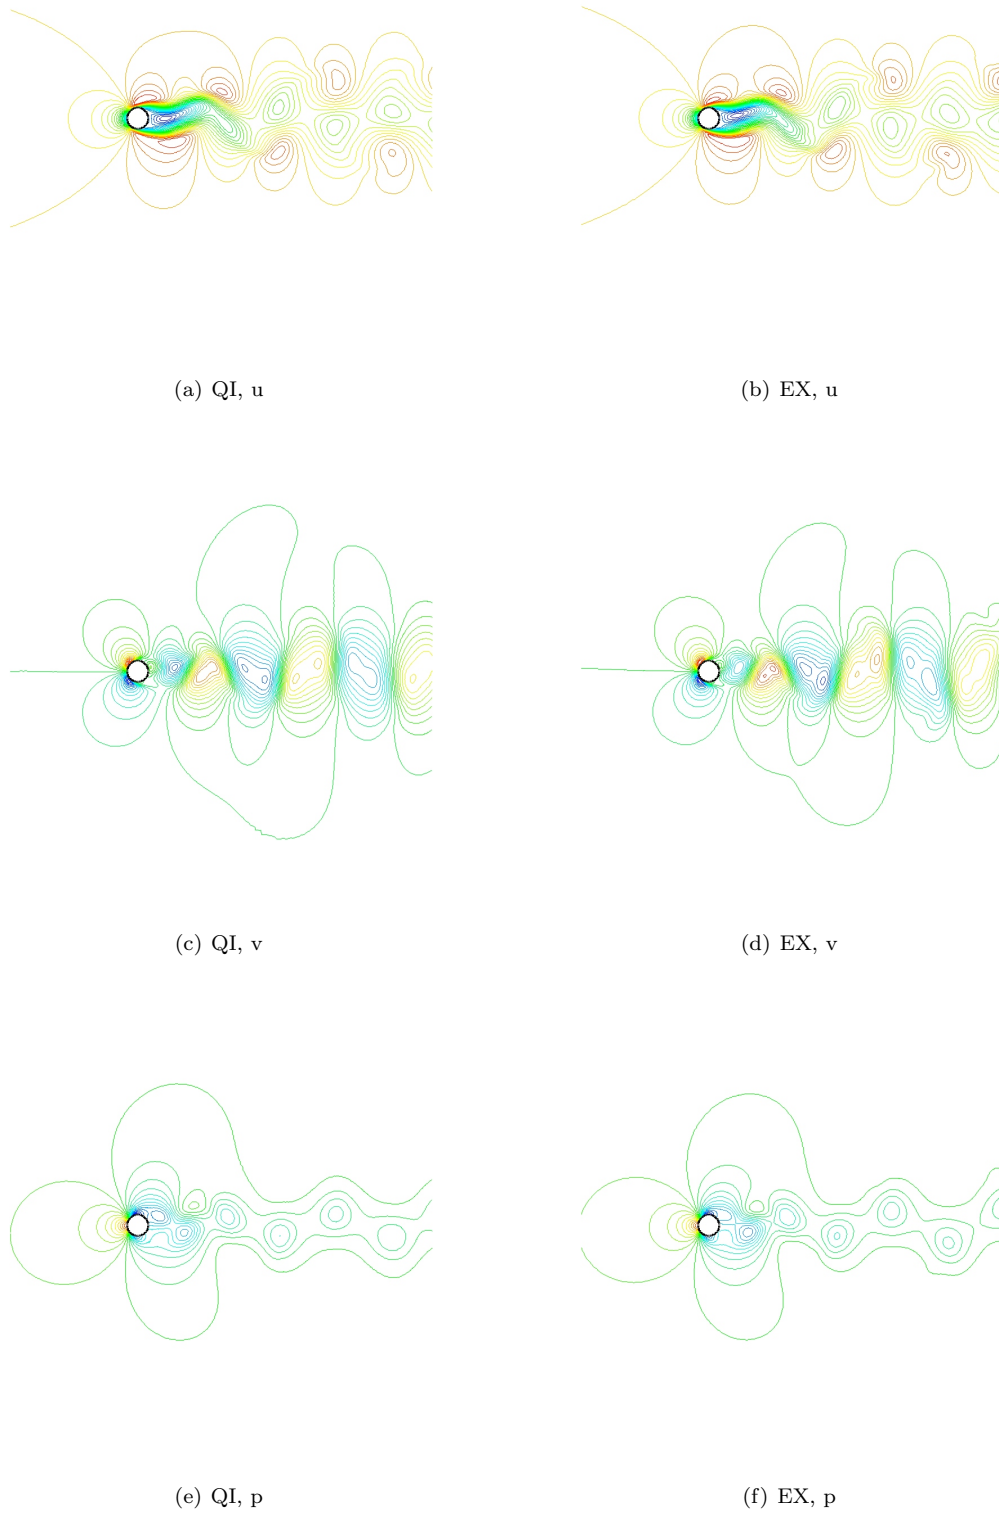 (a) QI, u
(b) EX, u
(c) QI, v
(d) EX, v
(e) QI, p
(f) EX, p